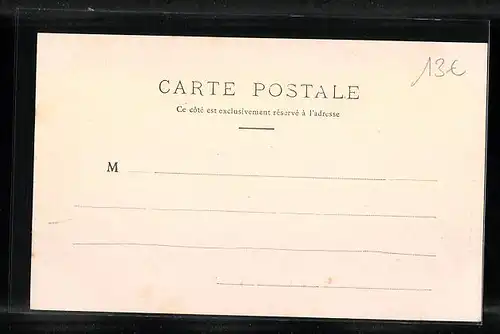 13€
CARTE POSTALE
Ce côté est exclusivement réservé à l'adresse
M